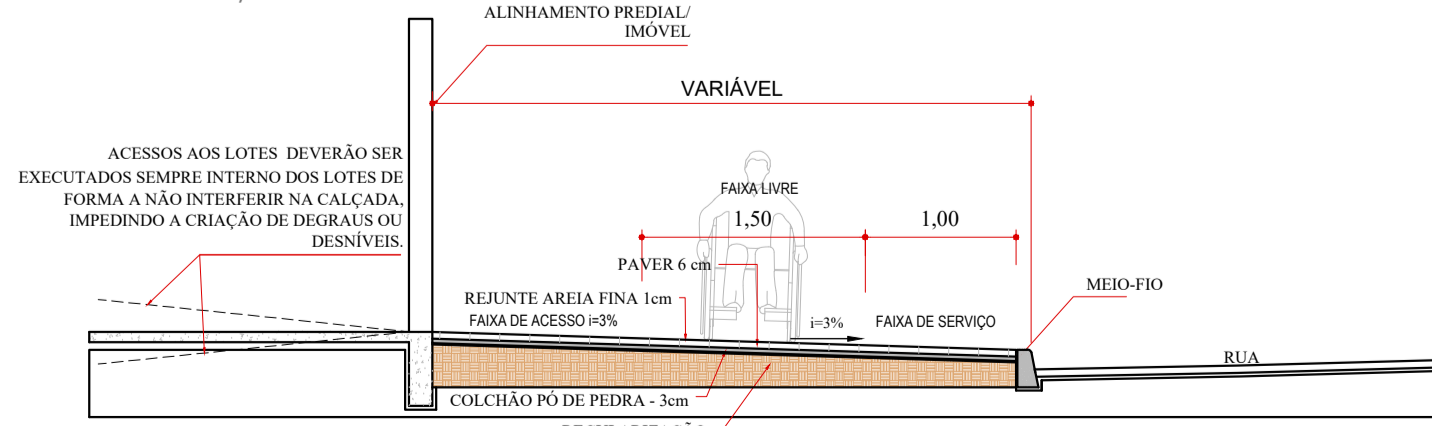 ALINHAMENTO PREDIAL/
IMÓVEL
VARIÁVEL
ACESSOS AOS LOTES DEVERÃO SER
EXECUTADOS SEMPRE INTERNO DOS LOTES DE
FORMA A NÃO INTERFERIR NA CALÇADA,
IMPEDINDO A CRIAÇÃO DE DEGRAUS OU
DESNÍVEIS.
FAIXA LIVRE
1,50
1,00
PAVER 6 cm
MEIO-FIO
REJUNTE AREIA FINA 1cm
FAIXA DE ACESSO i=3%
i=3%
FAIXA DE SERVIÇO
RUA
COLCHÃO PÓ DE PEDRA - 3cm